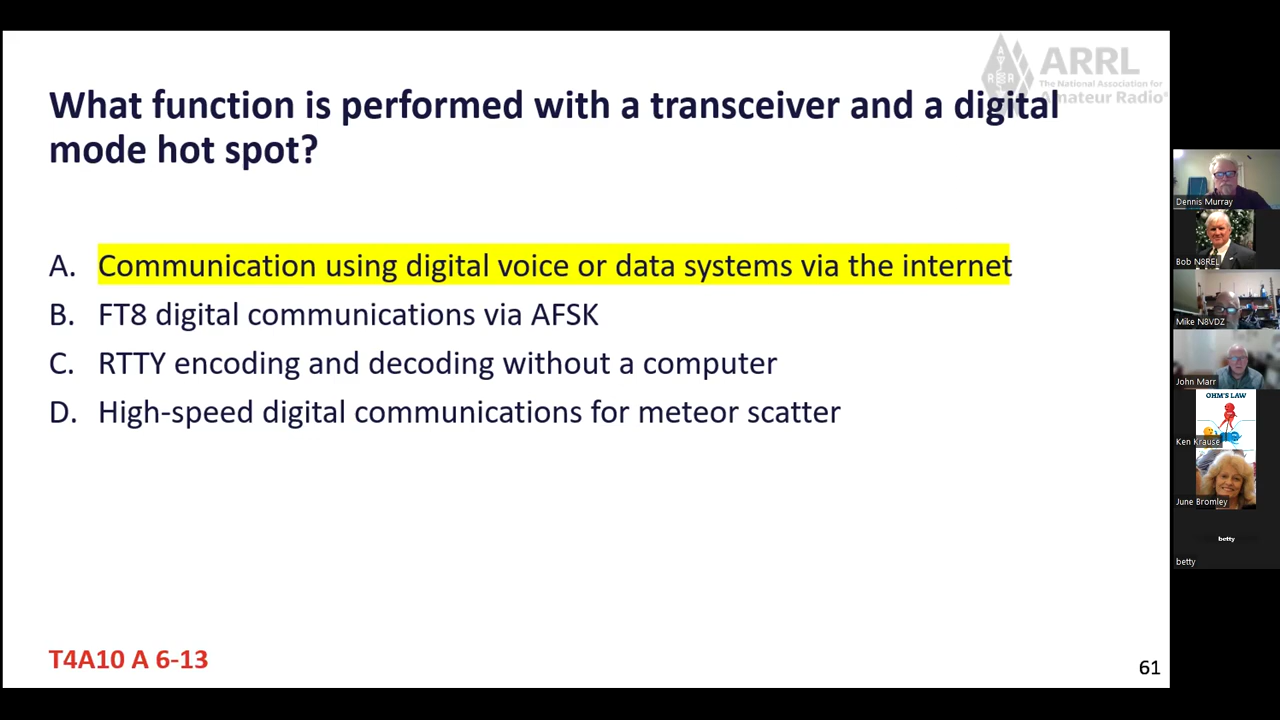 ARRL
The National Association for
Amateur Radio®
What function is performed with a transceiver and a digital
mode hot spot?
A. Communication using digital voice or data systems via the internet
B. FT8 digital communications via AFSK
C. RTTY encoding and decoding without a computer
D. High-speed digital communications for meteor scatter
T4A10 A 6-13
61
Dennis Murray
Bob N8REL
Mike N8VDZ
John Marr
OHM'S LAW
Ken Krause
June Bromley
betty
betty